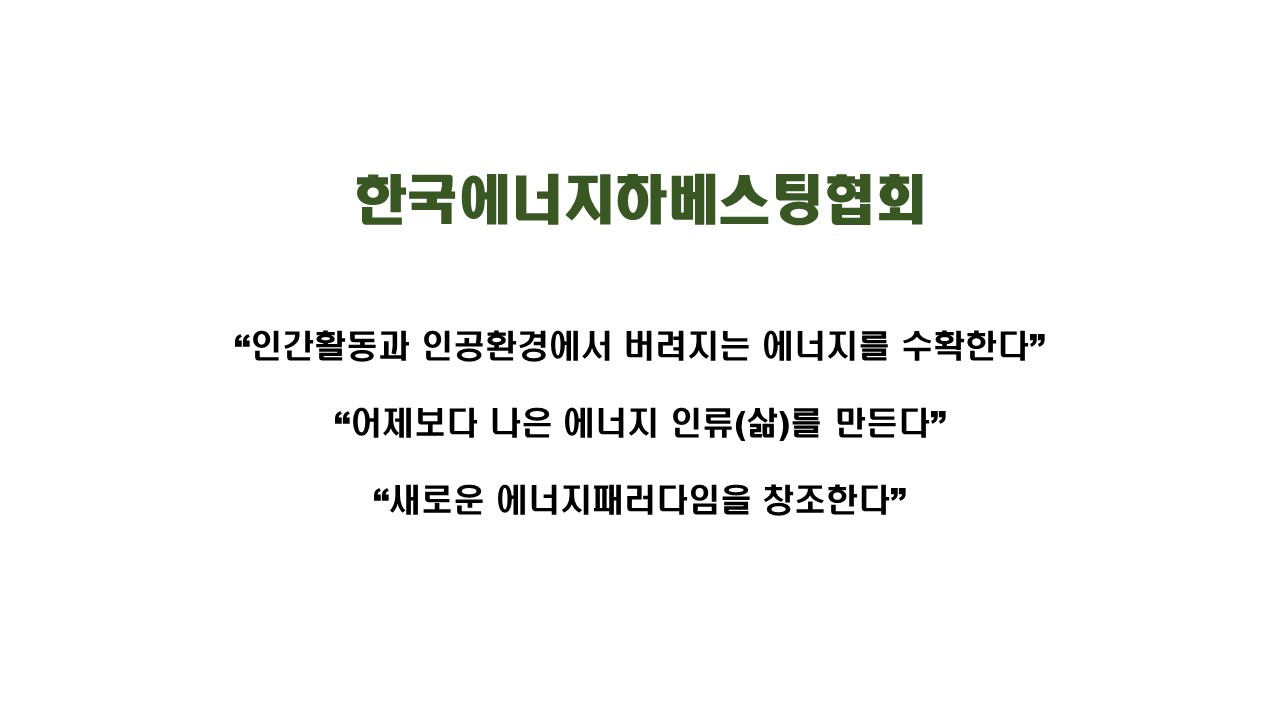 한국에너지하베스팅협회
“인간활동과 인공환경에서 버려지는 에너지를 수확한다”
“어제보다 나은 에너지 인류(삶)를 만든다”
“새로운 에너지패러다임을 창조한다”